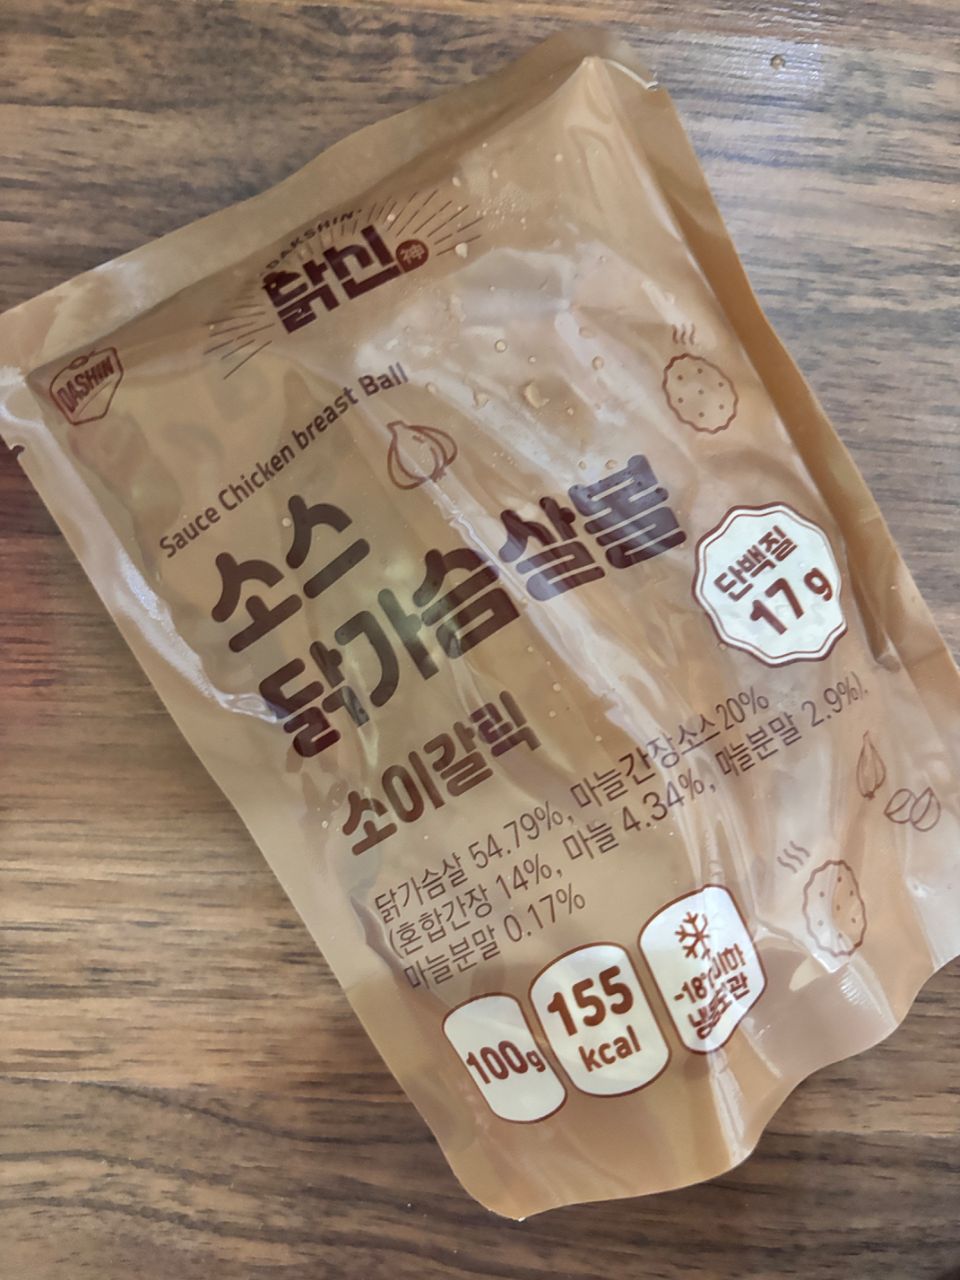 DAKSHIN
닭신
神
DASHIN
Sauce Chicken breast Ball
소스
닭가슴살볼
소이갈릭
단백질
17g
닭가슴살 54.79%, 마늘간장소스20%
(혼합간장 14%, 마늘 4.34%, 마늘분말 2.9%),
마늘분말 0.17%
100g
155
kcal
-18℃이하
냉동보관